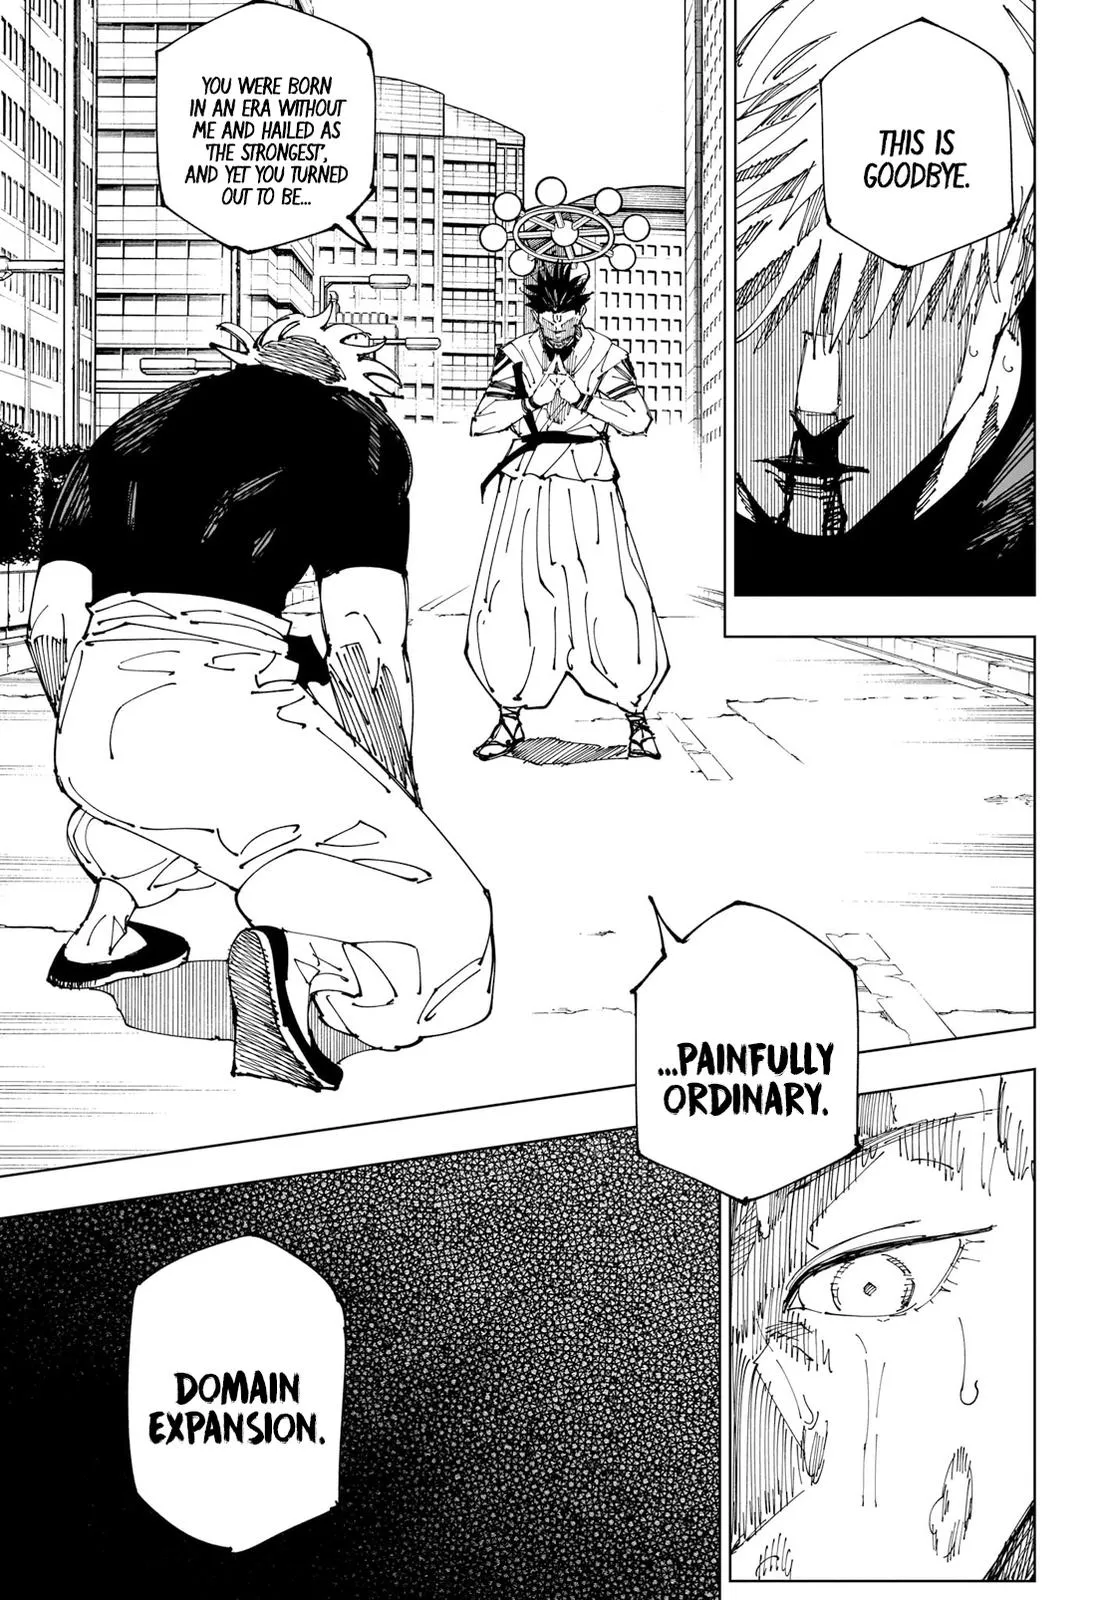 THIS IS
GOODBYE.
YOU WERE BORN
IN AN ERA WITHOUT
ME AND HAILED AS
'THE STRONGEST',
AND YET YOU TURNED
OUT TO BE...
...PAINFULLY
ORDINARY.
DOMAIN
EXPANSION.